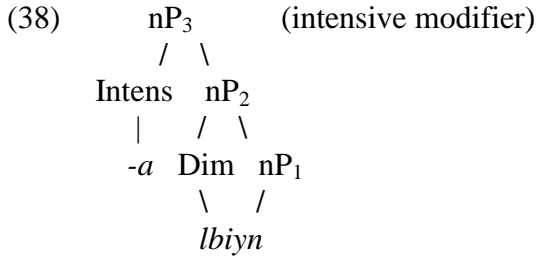 (38) nP₃ (intensive modifier)
/ \
Intens nP₂
| / \
-a Dim nP₁
\ /
lbiyn